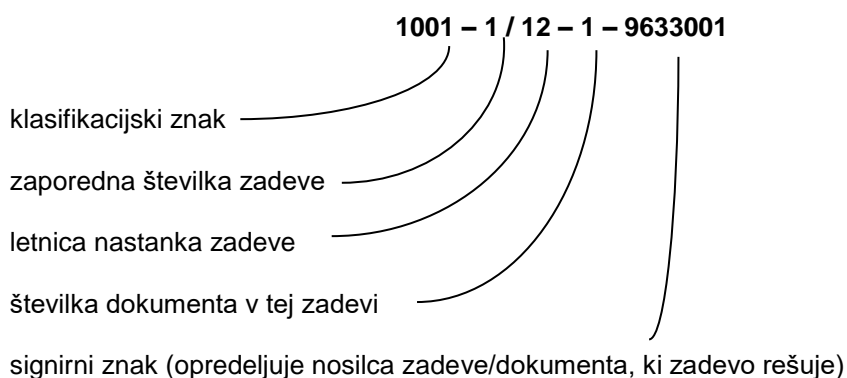 1001 – 1 / 12 – 1 – 9633001
klasifikacijski znak
zaporedna številka zadeve
letnica nastanka zadeve
številka dokumenta v tej zadevi
signirni znak (opredeljuje nosilca zadeve/dokumenta, ki zadevo rešuje)